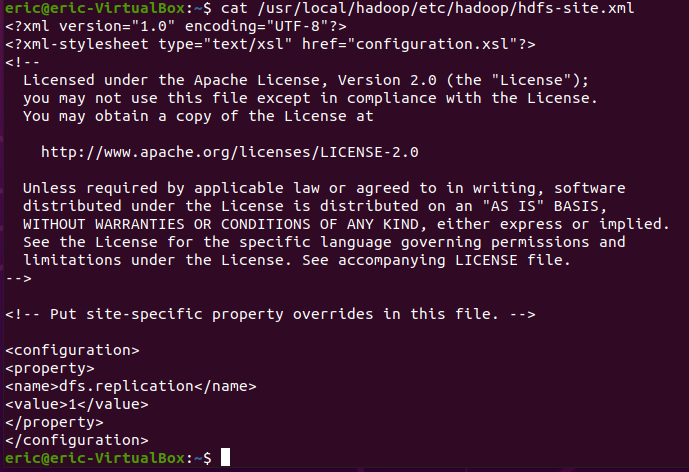 eric@eric-VirtualBox:~$ cat /usr/local/hadoop/etc/hadoop/hdfs-site.xml
<?xml version="1.0" encoding="UTF-8"?>
<?xml-stylesheet type="text/xsl" href="configuration.xsl"?>
<!--
  Licensed under the Apache License, Version 2.0 (the "License");
  you may not use this file except in compliance with the License.
  You may obtain a copy of the License at

    http://www.apache.org/licenses/LICENSE-2.0

  Unless required by applicable law or agreed to in writing, software
  distributed under the License is distributed on an "AS IS" BASIS,
  WITHOUT WARRANTIES OR CONDITIONS OF ANY KIND, either express or implied.
  See the License for the specific language governing permissions and
  limitations under the License. See accompanying LICENSE file.
-->

<!-- Put site-specific property overrides in this file. -->

<configuration>
<property>
<name>dfs.replication</name>
<value>1</value>
</property>
</configuration>
eric@eric-VirtualBox:~$